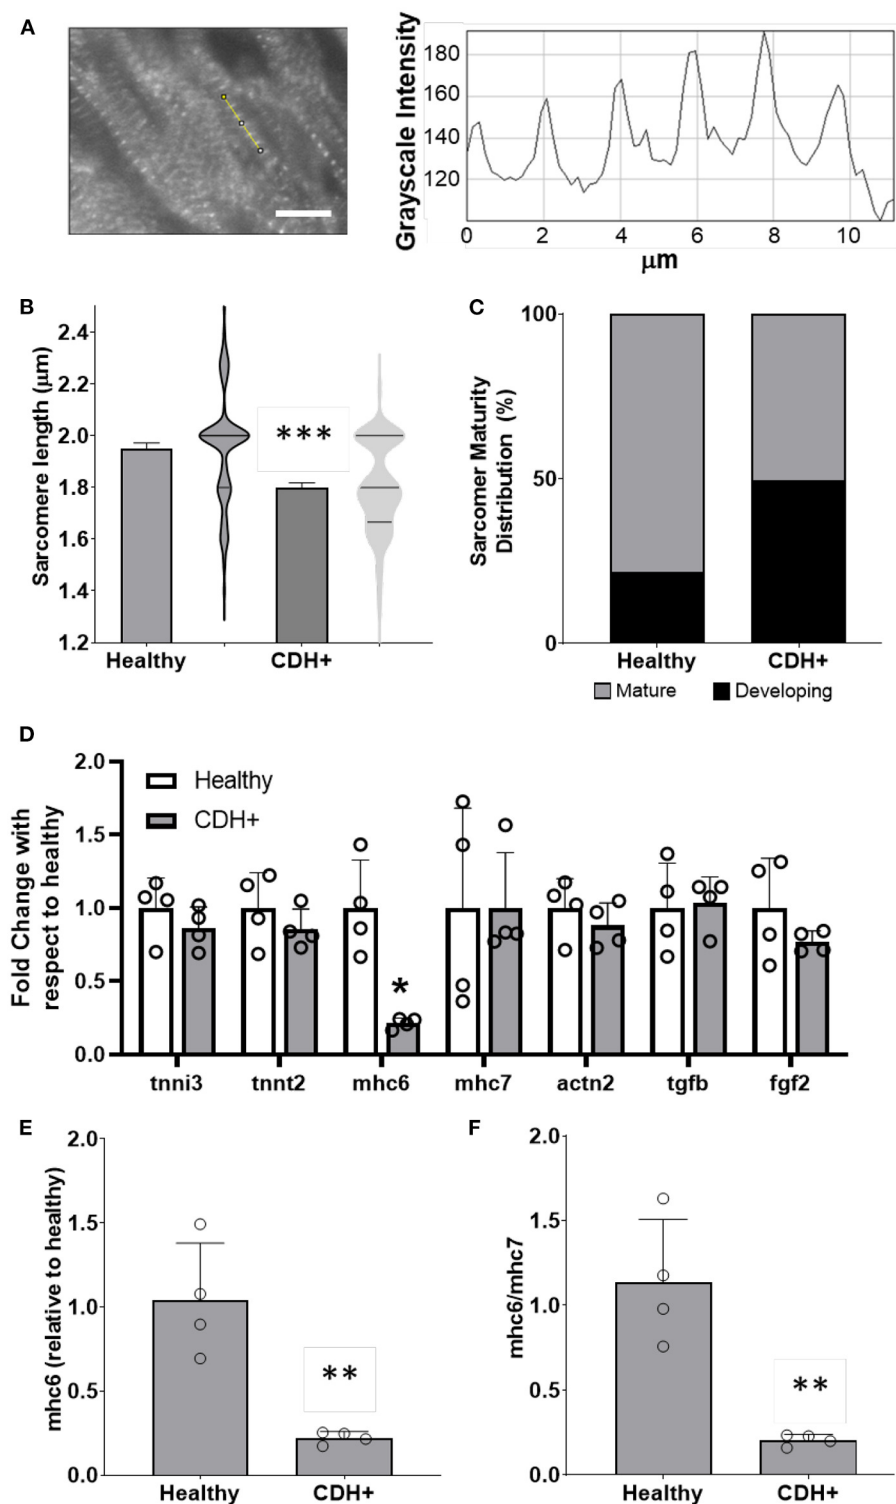 A
Grayscale Intensity
180
160
140
120
0 2 4 6 8 10
μm
B
Sarcomere length (μm)
2.4
2.2
2.0
1.8
1.6
1.4
1.2
***
Healthy CDH+
C
Sarcomer Maturity
Distribution (%)
100
50
0
Healthy CDH+
Mature Developing
D
Fold Change with
respect to healthy
2.0
1.5
1.0
0.5
0.0
Healthy
CDH+
*
tnni3 tnnt2 mhc6 mhc7 actn2 tgfb fgf2
E
mhc6 (relative to healthy)
2.0
1.5
1.0
0.5
0.0
**
Healthy CDH+
F
mhc6/mhc7
2.0
1.5
1.0
0.5
0.0
**
Healthy CDH+